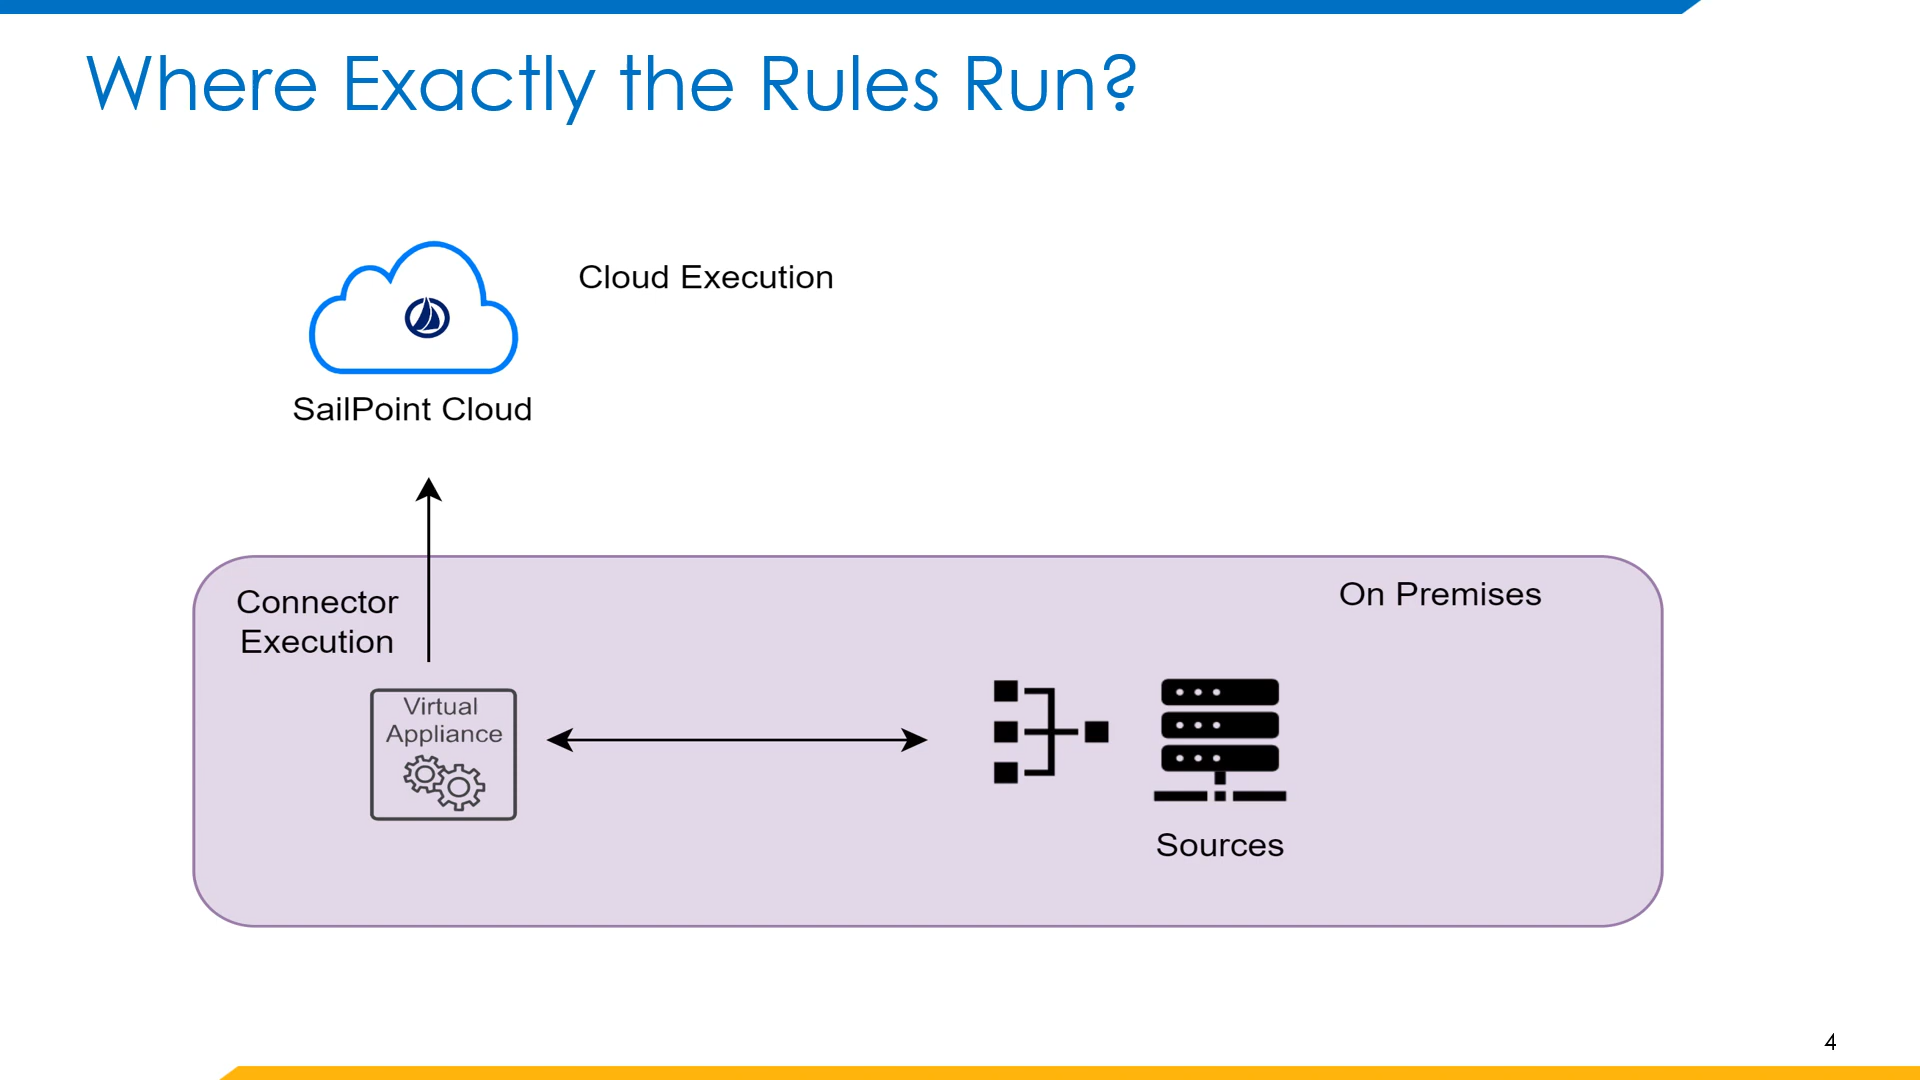 Where Exactly the Rules Run?
Cloud Execution
SailPoint Cloud
Connector
Execution
On Premises
Virtual
Appliance
Sources
4